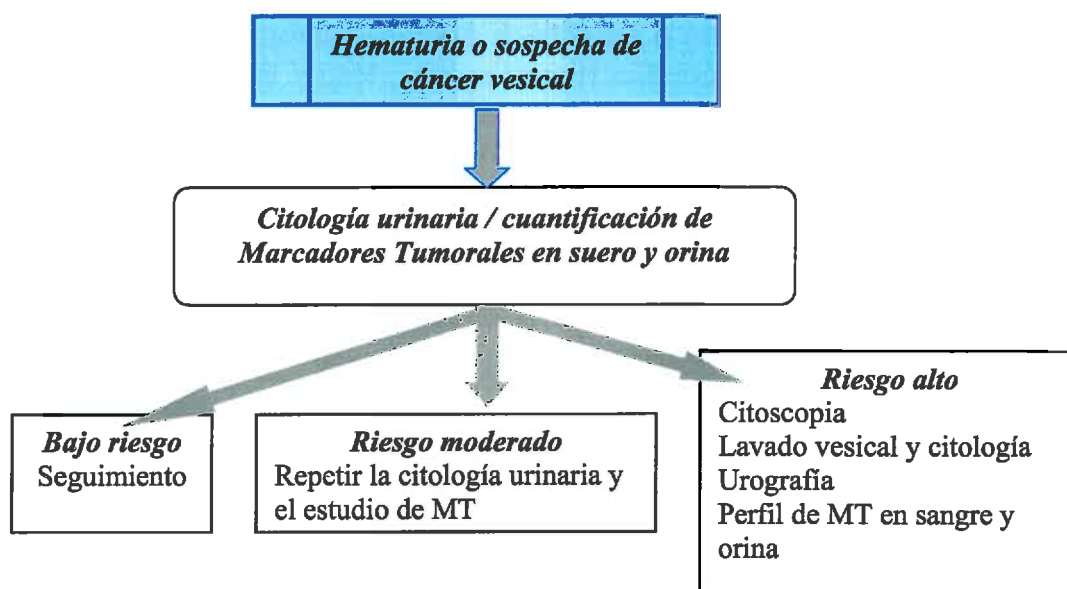 Hematuria o sospecha de
cáncer vesical
Citología urinaria / cuantificación de
Marcadores Tumorales en suero y orina
Bajo riesgo
Seguimiento
Riesgo moderado
Repetir la citología urinaria y
el estudio de MT
Riesgo alto
Citoscopia
Lavado vesical y citología
Urografía
Perfil de MT en sangre y
orina